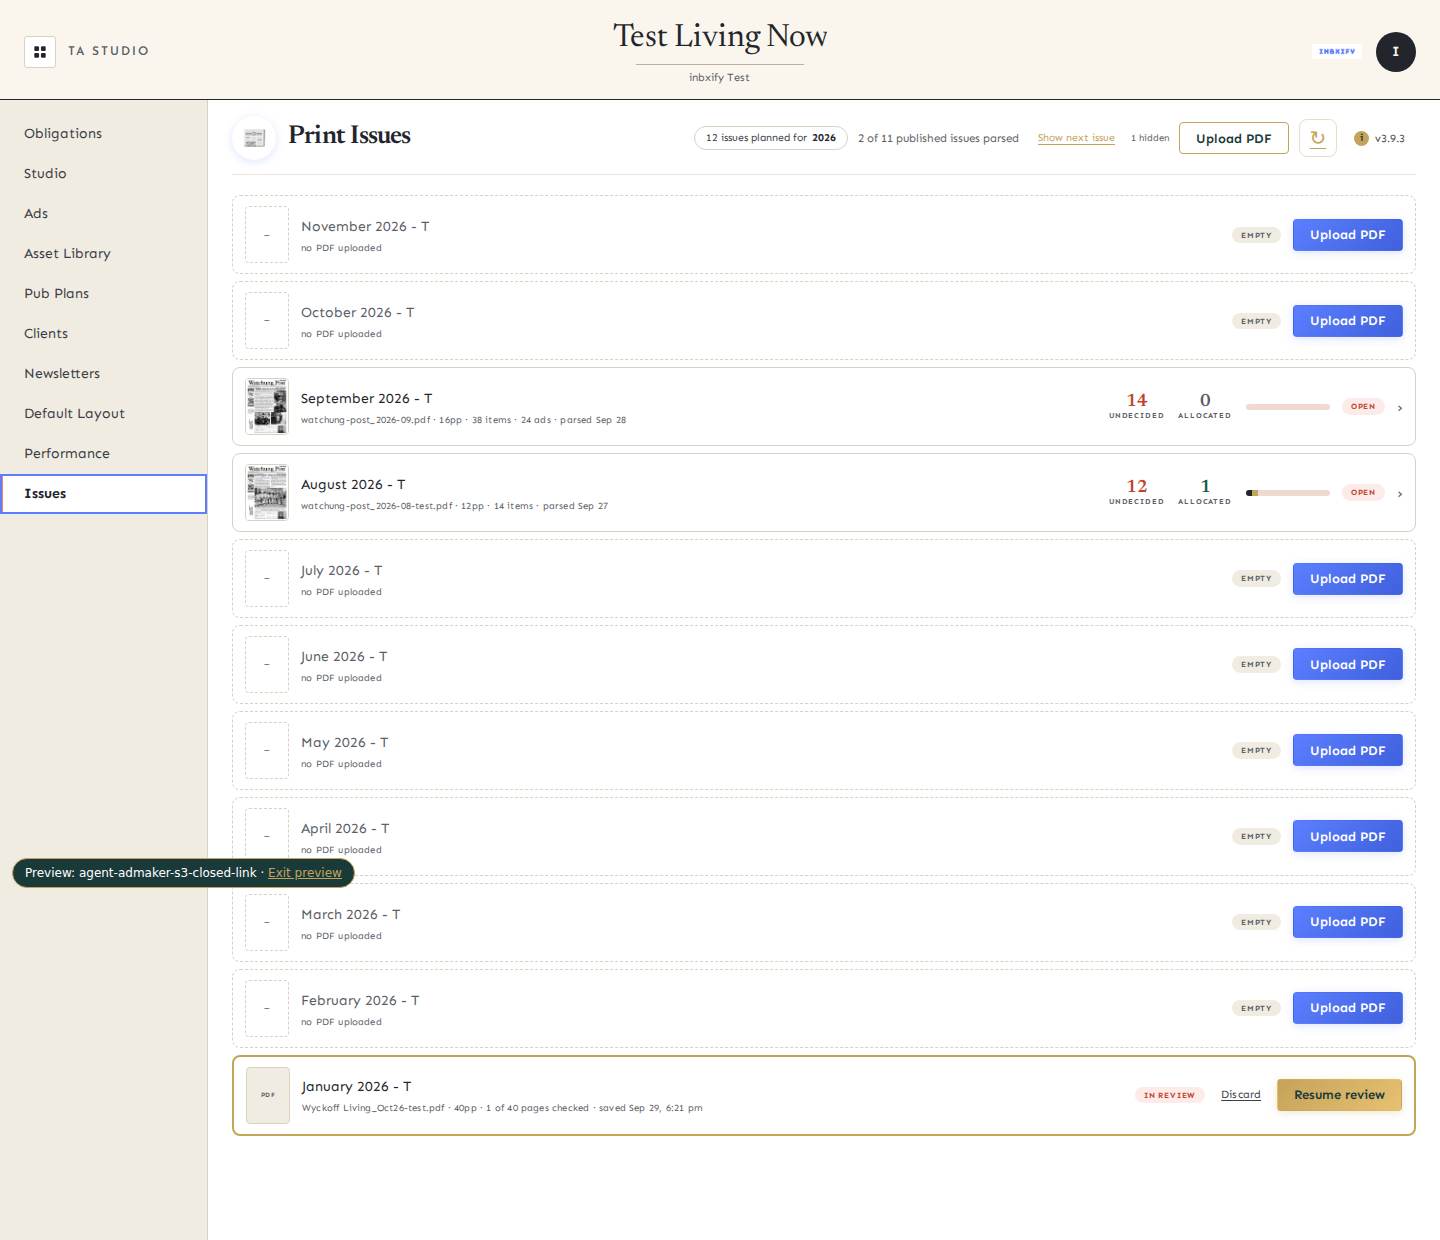 TA STUDIO
Test Living Now
inbxify Test
INBXIFY
I
Obligations
Studio
Ads
Asset Library
Pub Plans
Clients
Newsletters
Default Layout
Performance
Issues
Print Issues
12 issues planned for 2026
2 of 11 published issues parsed
Show next issue
1 hidden
Upload PDF
↻
i v3.9.3
–
November 2026 - T
no PDF uploaded
EMPTY
Upload PDF
–
October 2026 - T
no PDF uploaded
EMPTY
Upload PDF
Watchung Post
September 2026 - T
watchung-post_2026-09.pdf · 16pp · 38 items · 24 ads · parsed Sep 28
14
UNDECIDED
0
ALLOCATED
OPEN
›
Watchung Post
August 2026 - T
watchung-post_2026-08-test.pdf · 12pp · 14 items · parsed Sep 27
12
UNDECIDED
1
ALLOCATED
OPEN
›
–
July 2026 - T
no PDF uploaded
EMPTY
Upload PDF
–
June 2026 - T
no PDF uploaded
EMPTY
Upload PDF
–
May 2026 - T
no PDF uploaded
EMPTY
Upload PDF
–
April 2026 - T
no PDF uploaded
EMPTY
Upload PDF
Preview: agent-admaker-s3-closed-link · Exit preview
–
March 2026 - T
no PDF uploaded
EMPTY
Upload PDF
–
February 2026 - T
no PDF uploaded
EMPTY
Upload PDF
PDF
January 2026 - T
Wyckoff Living_Oct26-test.pdf · 40pp · 1 of 40 pages checked · saved Sep 29, 6:21 pm
IN REVIEW
Discard
Resume review